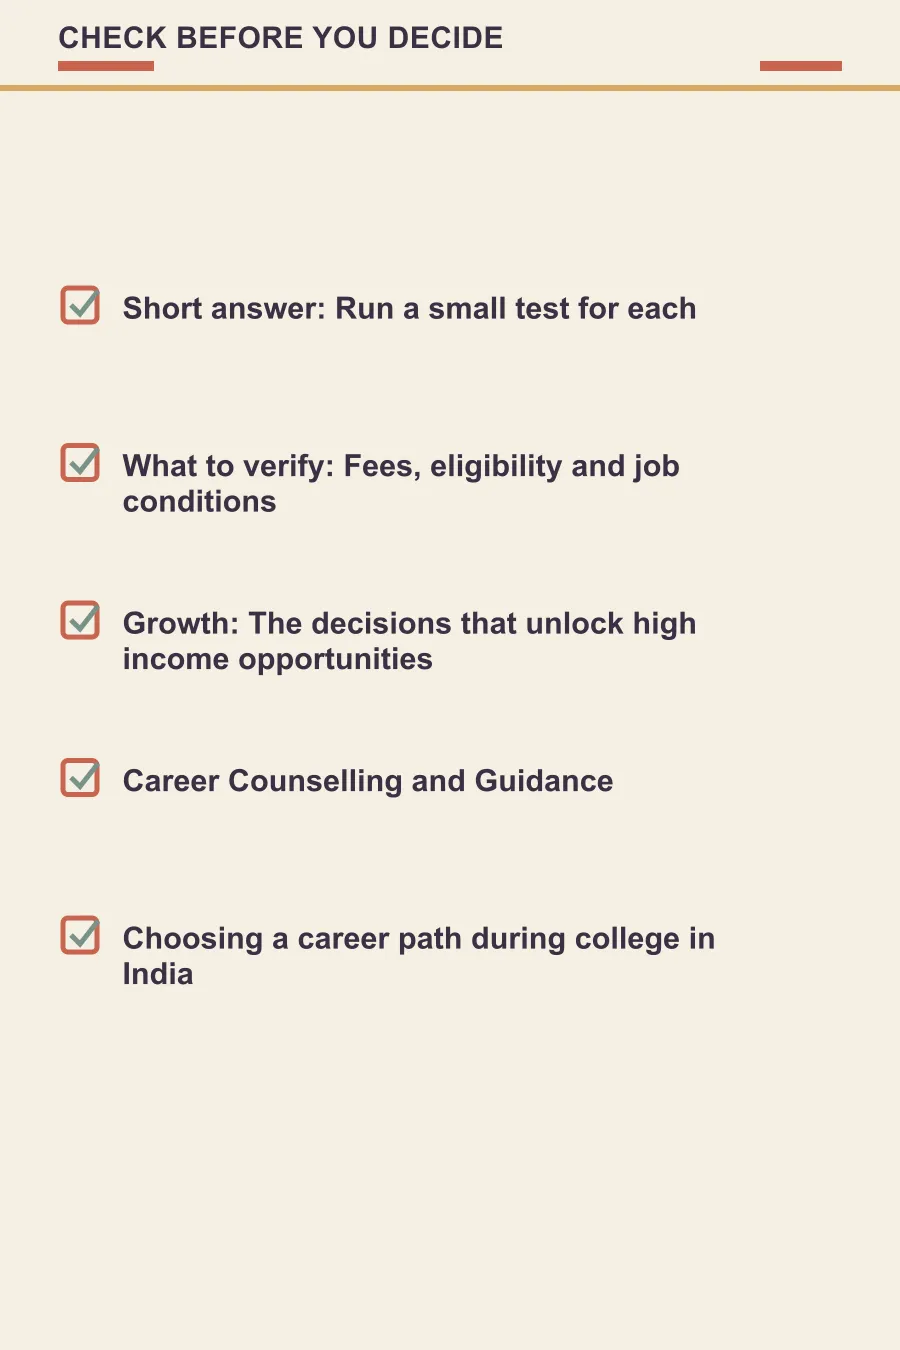 CHECK BEFORE YOU DECIDE
Short answer: Run a small test for each
What to verify: Fees, eligibility and job
conditions
Growth: The decisions that unlock high
income opportunities
Career Counselling and Guidance
Choosing a career path during college in
India